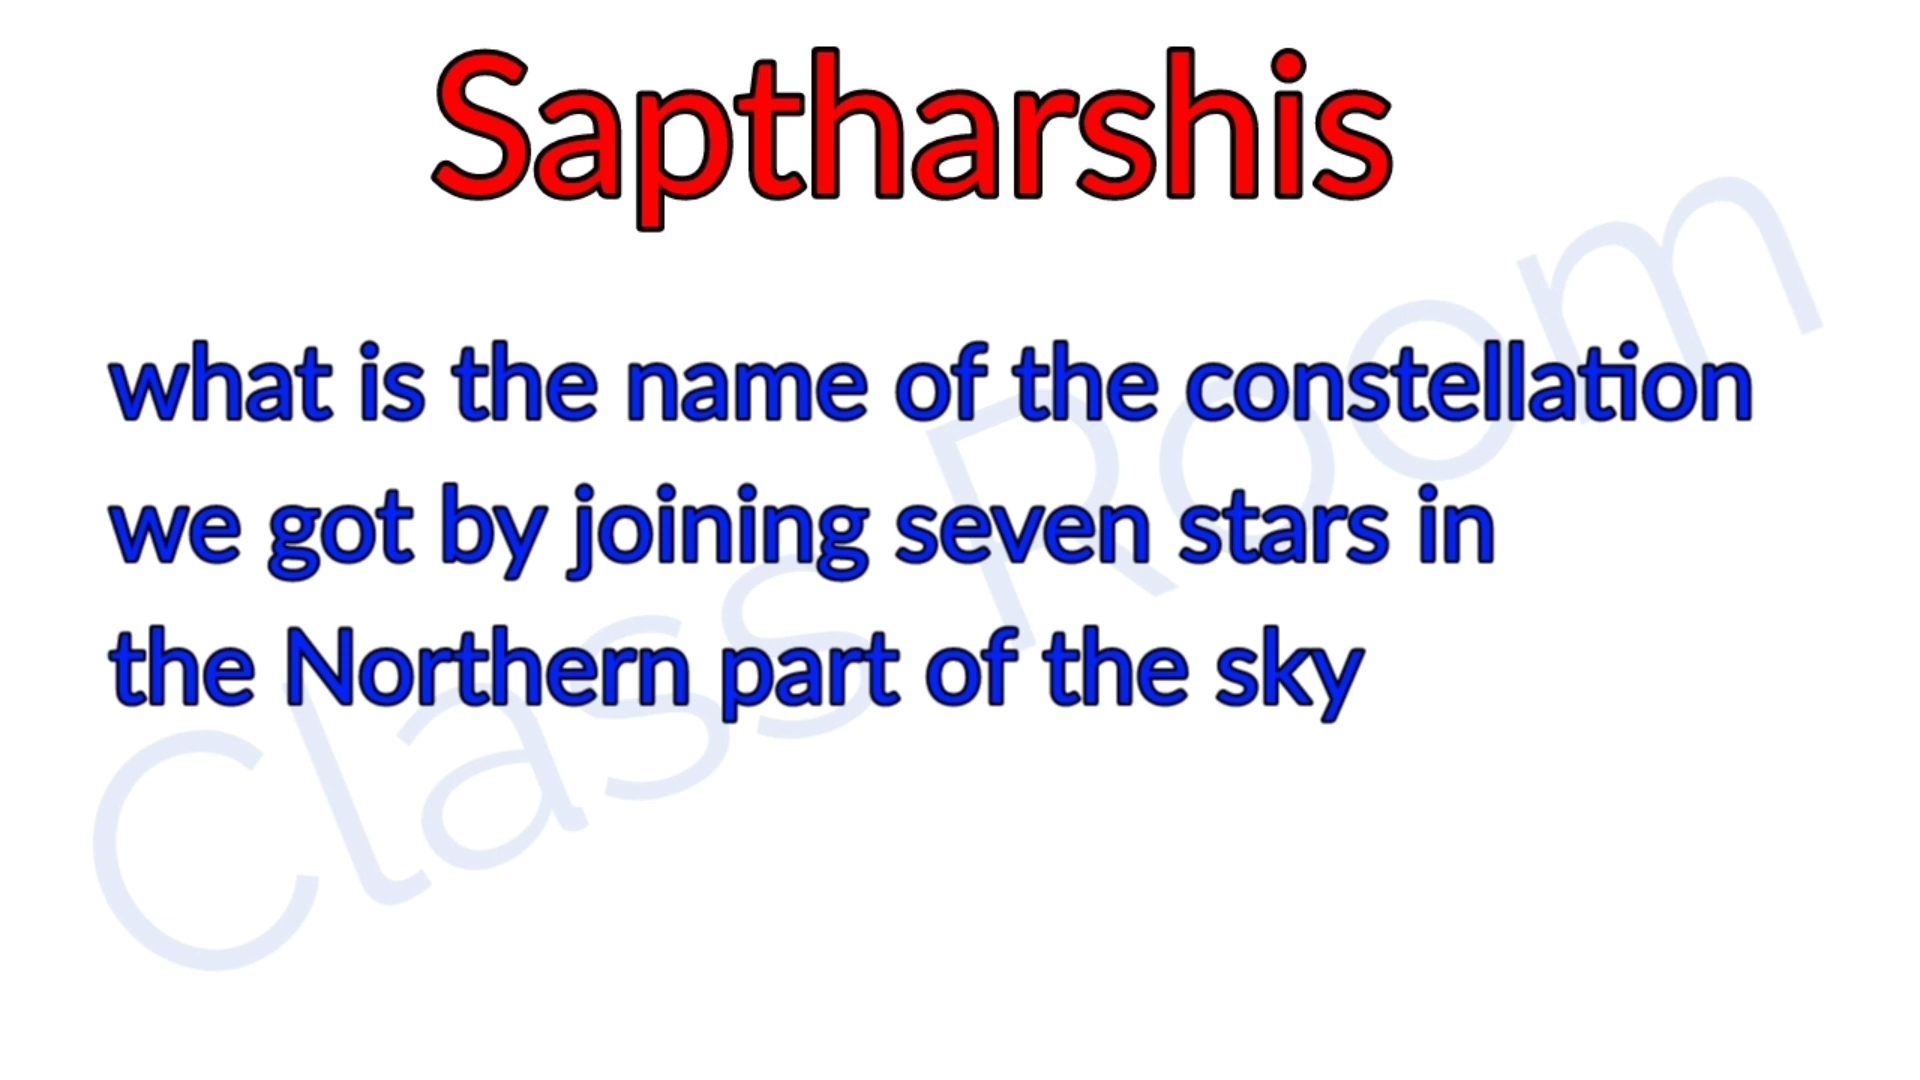 Saptharshis
what is the name of the constellation
we got by joining seven stars in
the Northern part of the sky
Class Room